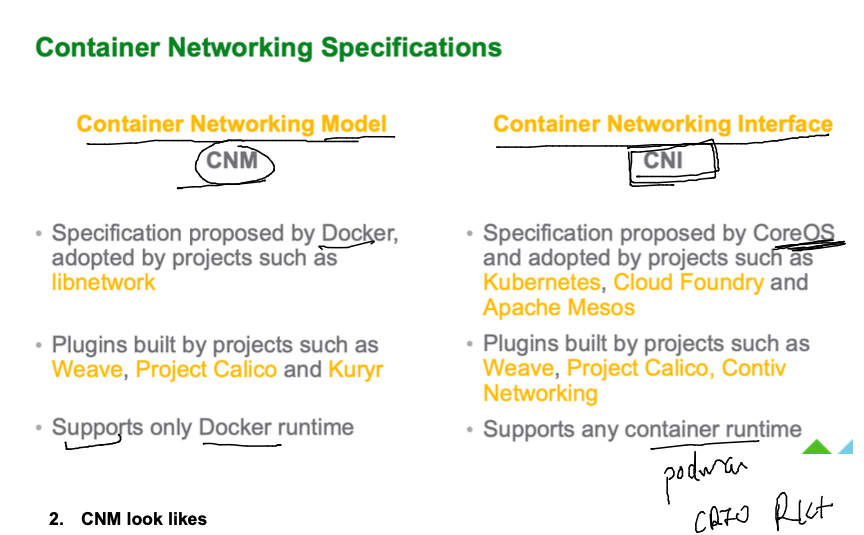 Container Networking Specifications
Container Networking Model
CNM
• Specification proposed by Docker,
adopted by projects such as
libnetwork
• Plugins built by projects such as
Weave, Project Calico and Kuryr
• Supports only Docker runtime
Container Networking Interface
CNI
• Specification proposed by CoreOS
and adopted by projects such as
Kubernetes, Cloud Foundry and
Apache Mesos
• Plugins built by projects such as
Weave, Project Calico, Contiv
Networking
• Supports any container runtime
podman
2. CNM look likes